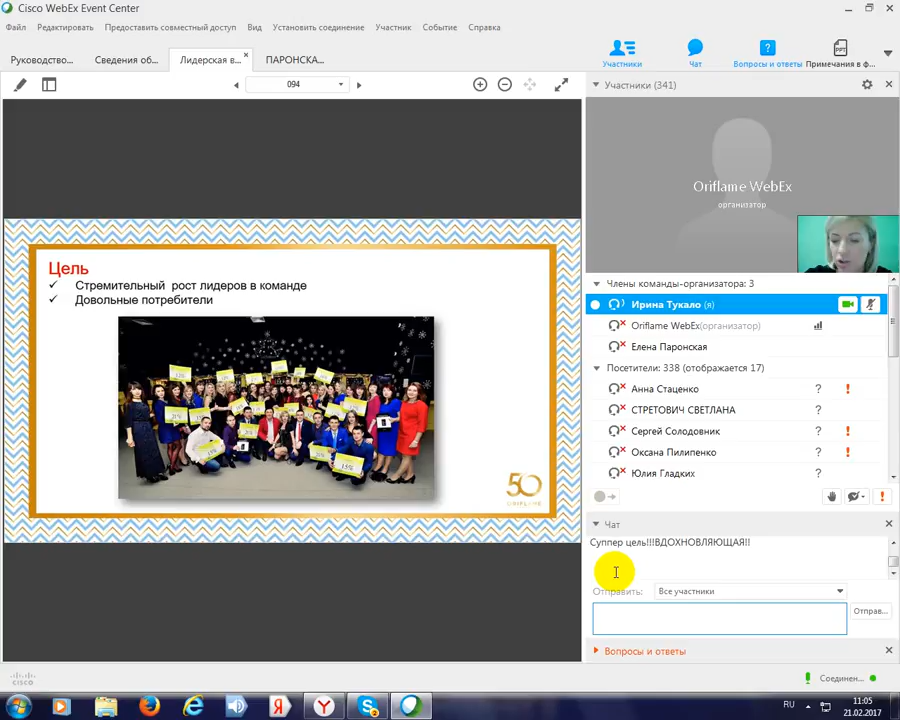 Cisco WebEx Event Center
Файл Редактировать Предоставить совместный доступ Вид Установить соединение Участник Событие Справка
Руководство... Сведения об... Лидерская в... ПАРОНСКА...
Участники Чат Вопросы и ответы Примечания в ф...
094
Участники (341)
Oriflame WebEx
организатор
Члены команды-организатора: 3
Ирина Тукало (я)
Oriflame WebEx(организатор)
Елена Паронская
Посетители: 338 (отображается 17)
Анна Стаценко
СТРЕТОВИЧ СВЕТЛАНА
Сергей Солодовник
Оксана Пилипенко
Юлия Гладких
Цель
✓ Стремительный рост лидеров в команде
✓ Довольные потребители
15%
50
ORIFLAME
Чат
Суппер цель!!!ВДОХНОВЛЯЮЩАЯ!!
Отправить: Все участники
Отправ...
Вопросы и ответы
cisco
Соединен...
RU
11:05
21.02.2017